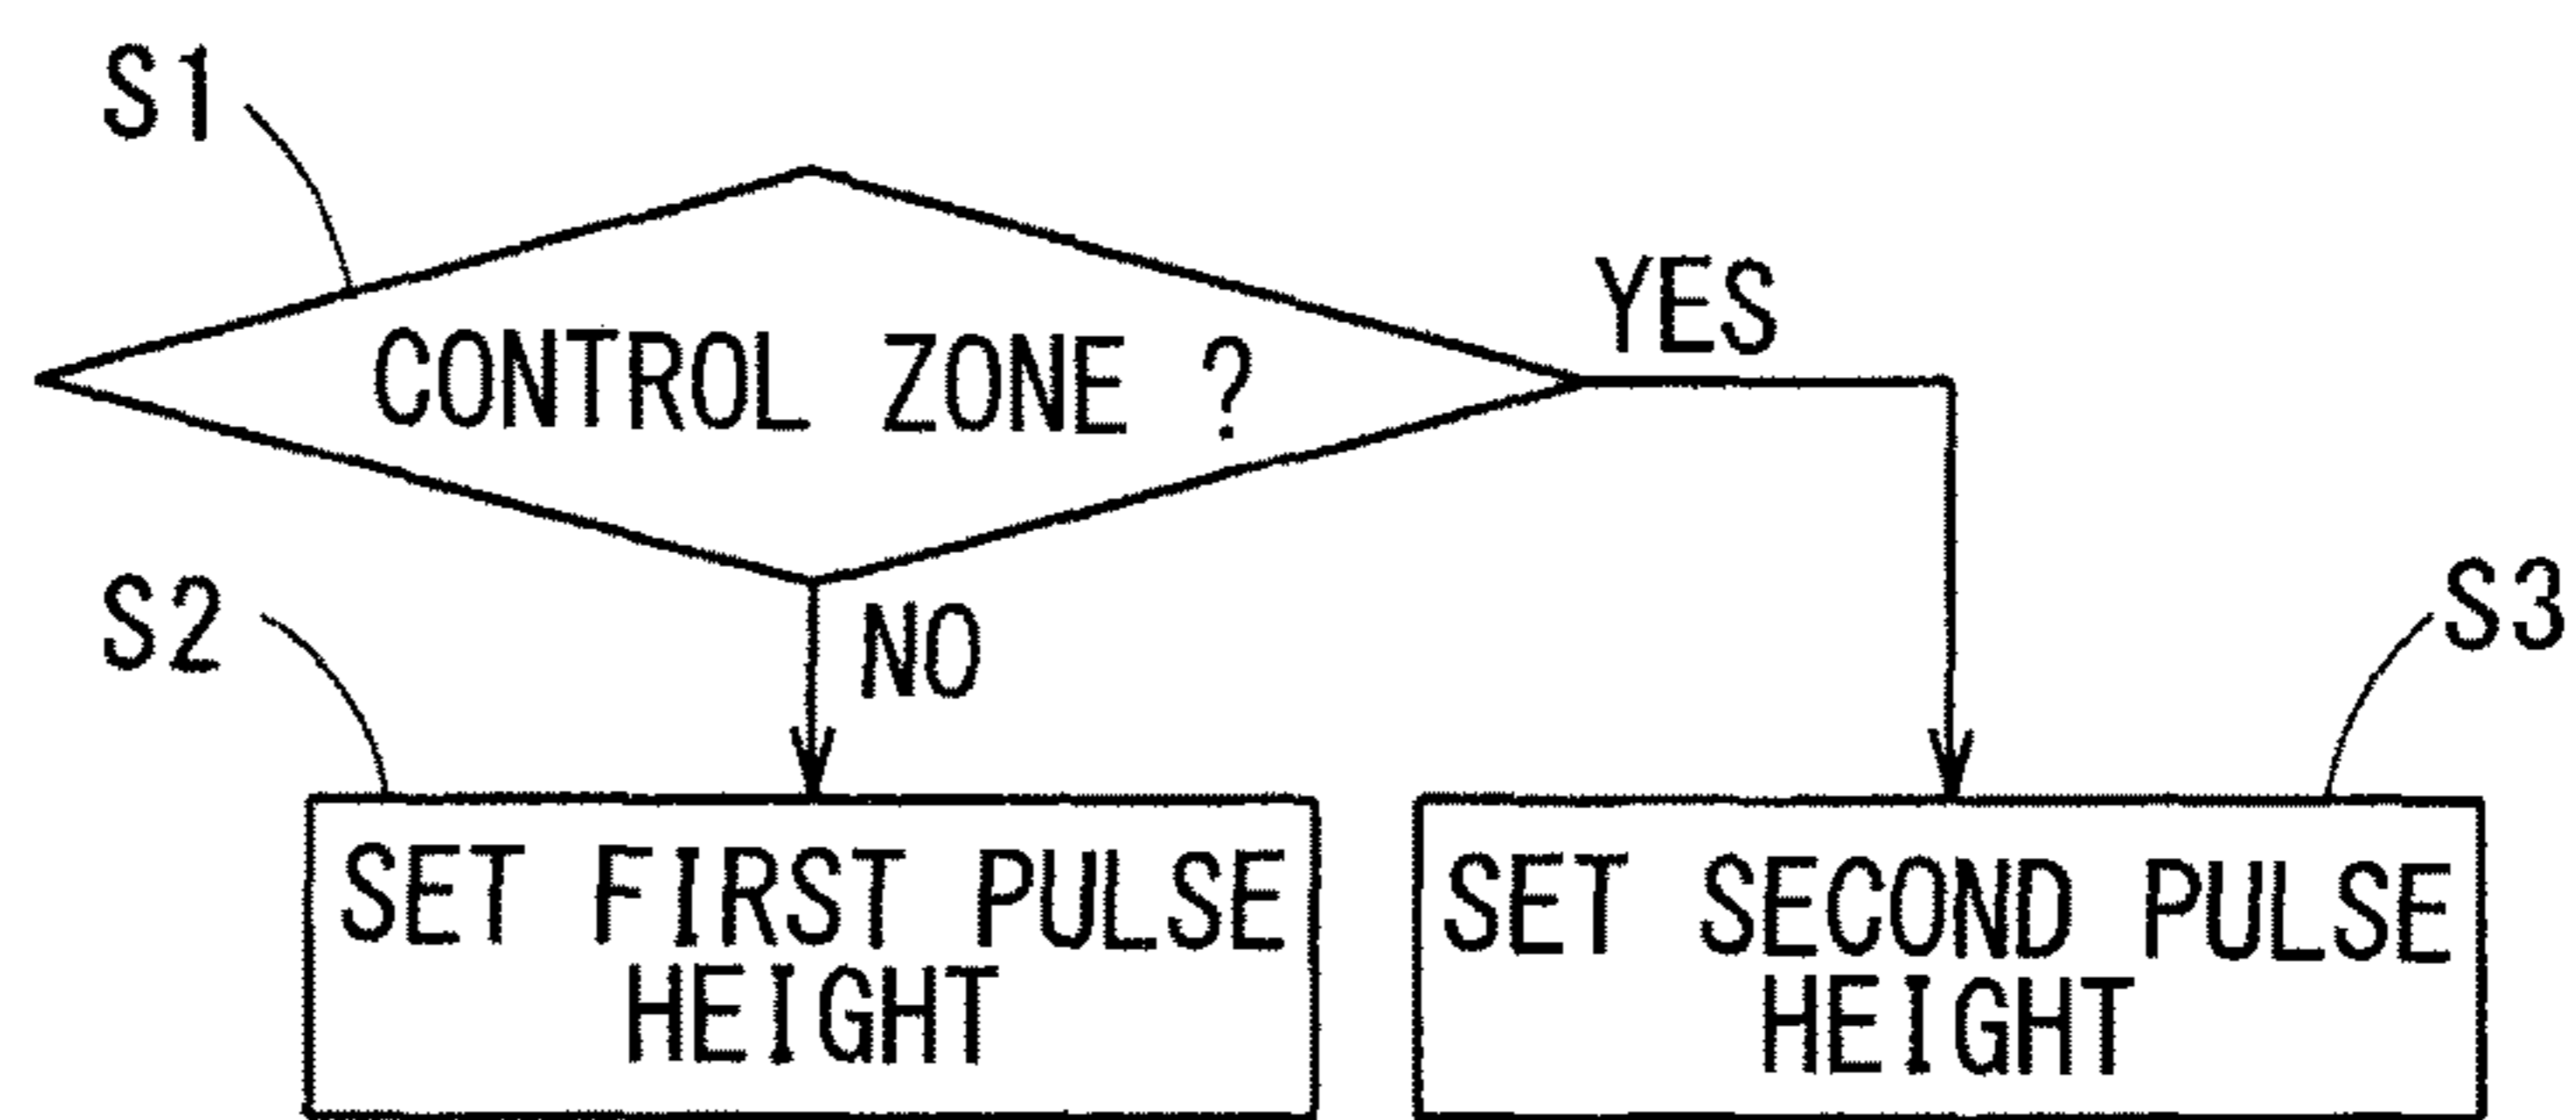 S1
CONTROL ZONE ?
YES
S2
NO
S3
SET FIRST PULSE
HEIGHT
SET SECOND PULSE
HEIGHT